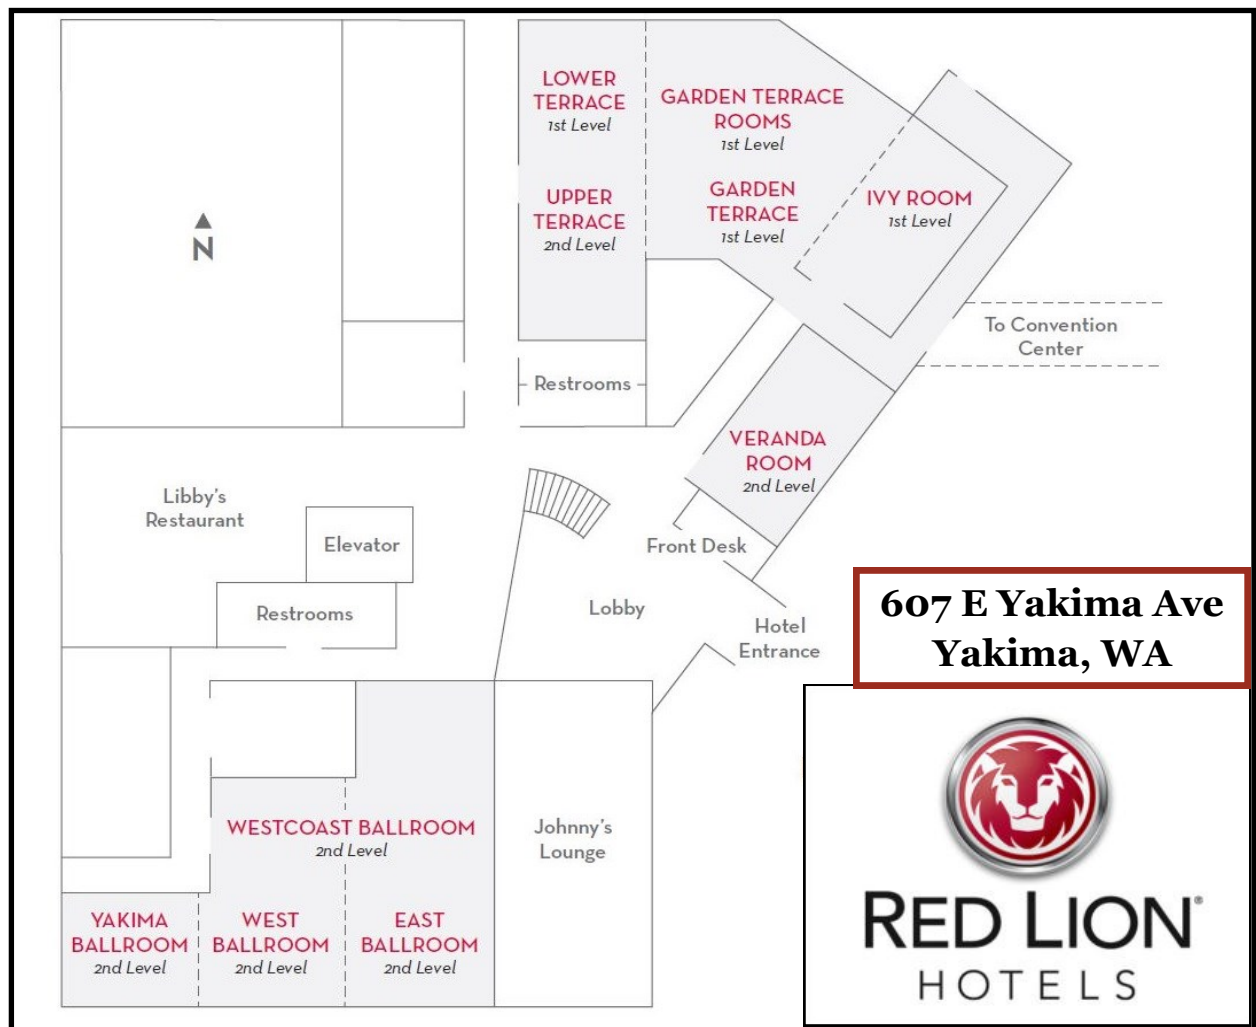 LOWER
TERRACE
1st Level
UPPER
TERRACE
2nd Level
GARDEN TERRACE
ROOMS
1st Level
GARDEN
TERRACE
1st Level
IVY ROOM
1st Level
N
To Convention
Center
Restrooms
VERANDA
ROOM
2nd Level
Libby's
Restaurant
Elevator
Restrooms
Front Desk
Lobby
Hotel
Entrance
607 E Yakima Ave
Yakima, WA
WESTCOAST BALLROOM
2nd Level
Johnny's
Lounge
YAKIMA
BALLROOM
2nd Level
WEST
BALLROOM
2nd Level
EAST
BALLROOM
2nd Level
RED LION®
HOTELS